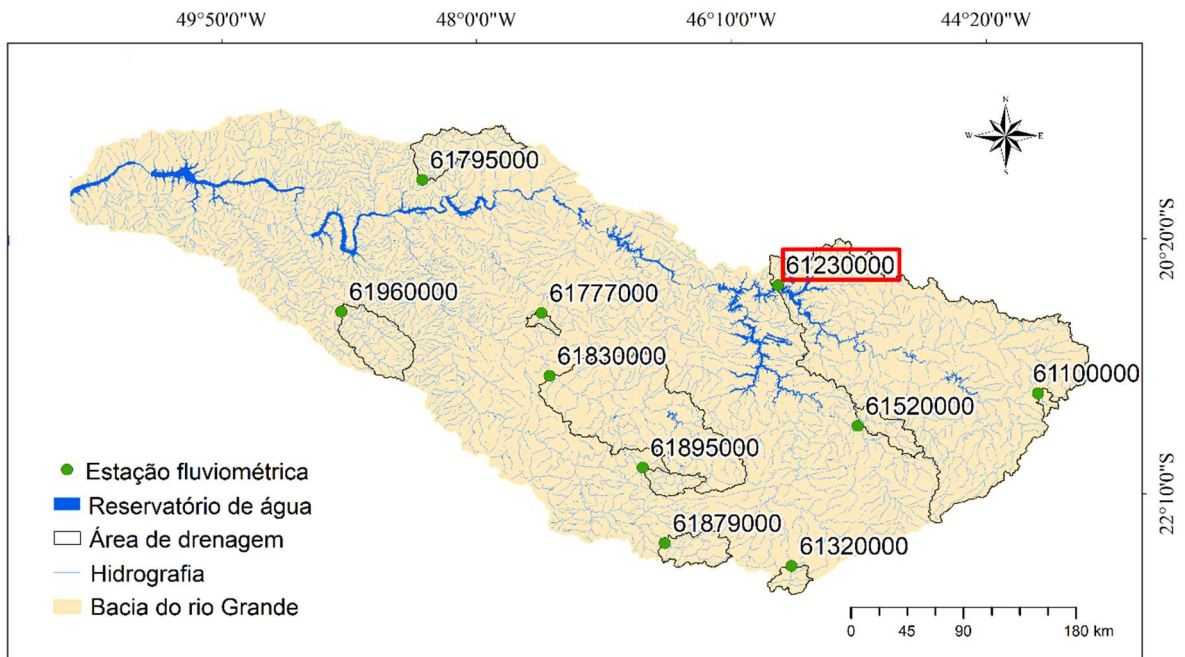 49°50'0"W
48°0'0"W
46°10'0"W
44°20'0"W
N
W
E
S
61795000
20°20'0"S
61230000
61960000
61777000
61830000
61100000
61520000
61895000
22°10'0"S
61879000
61320000
Estação fluviométrica
Reservatório de água
Área de drenagem
Hidrografia
Bacia do rio Grande
0 45 90 180 km